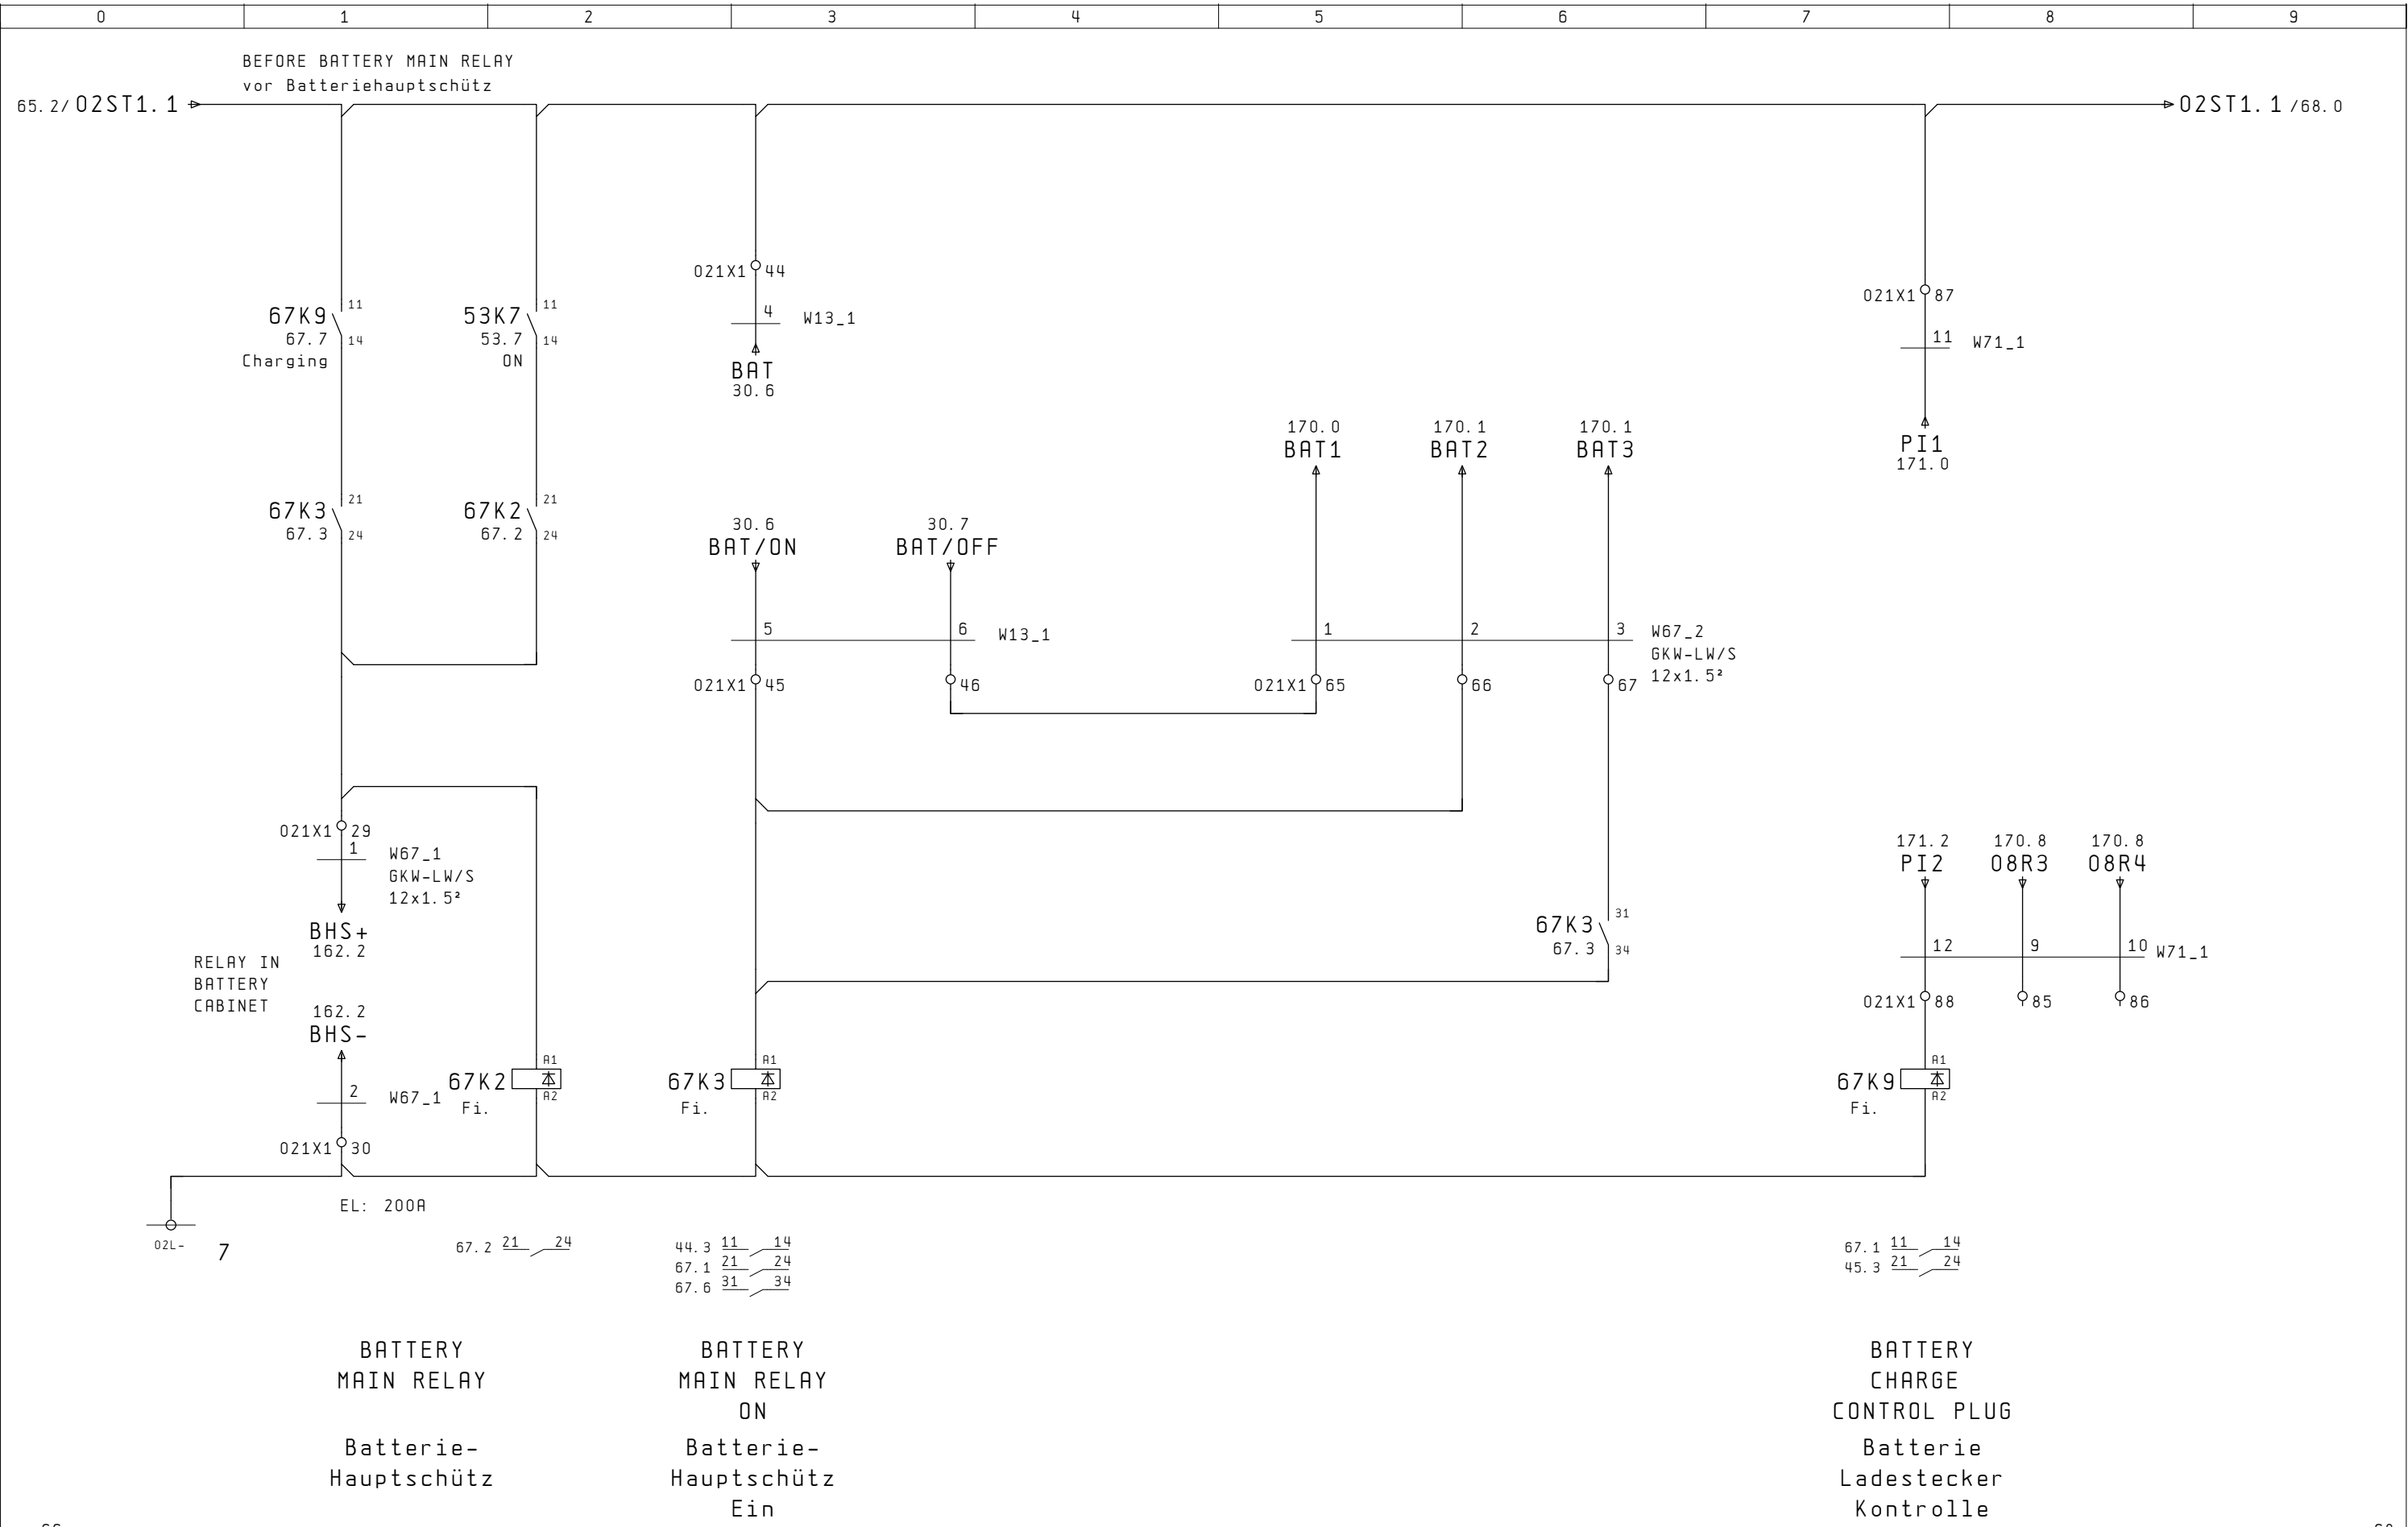 0 1 2 3 4 5 6 7 8 9
BEFORE BATTERY MAIN RELAY
vor Batteriehauptschütz
65.2/02ST1.1
02ST1.1/68.0
021X1 44
4 W13_1
BAT
30.6
021X1 87
11 W71_1
PI1
171.0
67K9 11
67.7 14
Charging
53K7 11
53.7 14
ON
67K3 21
67.3 24
67K2 21
67.2 24
30.6
BAT/ON
30.7
BAT/OFF
170.0
BAT1
170.1
BAT2
170.1
BAT3
5 6 W13_1
021X1 45 46
1 2 3 W67_2
GKW-LW/S
12x1.5²
021X1 65 66 67
021X1 29
1 W67_1
GKW-LW/S
12x1.5²
BHS+
162.2
RELAY IN
BATTERY
CABINET
162.2
BHS-
2 W67_1
021X1 30
67K3 31
67.3 34
171.2
PI2
170.8
08R3
170.8
08R4
12 9 10 W71_1
021X1 88 85 86
67K2 A1
Fi. A2
67K3 A1
Fi. A2
67K9 A1
Fi. A2
EL: 200A
02L- 7
67.2 21 24
44.3 11 14
67.1 21 24
67.6 31 34
67.1 11 14
45.3 21 24
BATTERY
MAIN RELAY
Batterie-
Hauptschütz
BATTERY
MAIN RELAY
ON
Batterie-
Hauptschütz
Ein
BATTERY
CHARGE
CONTROL PLUG
Batterie
Ladestecker
Kontrolle